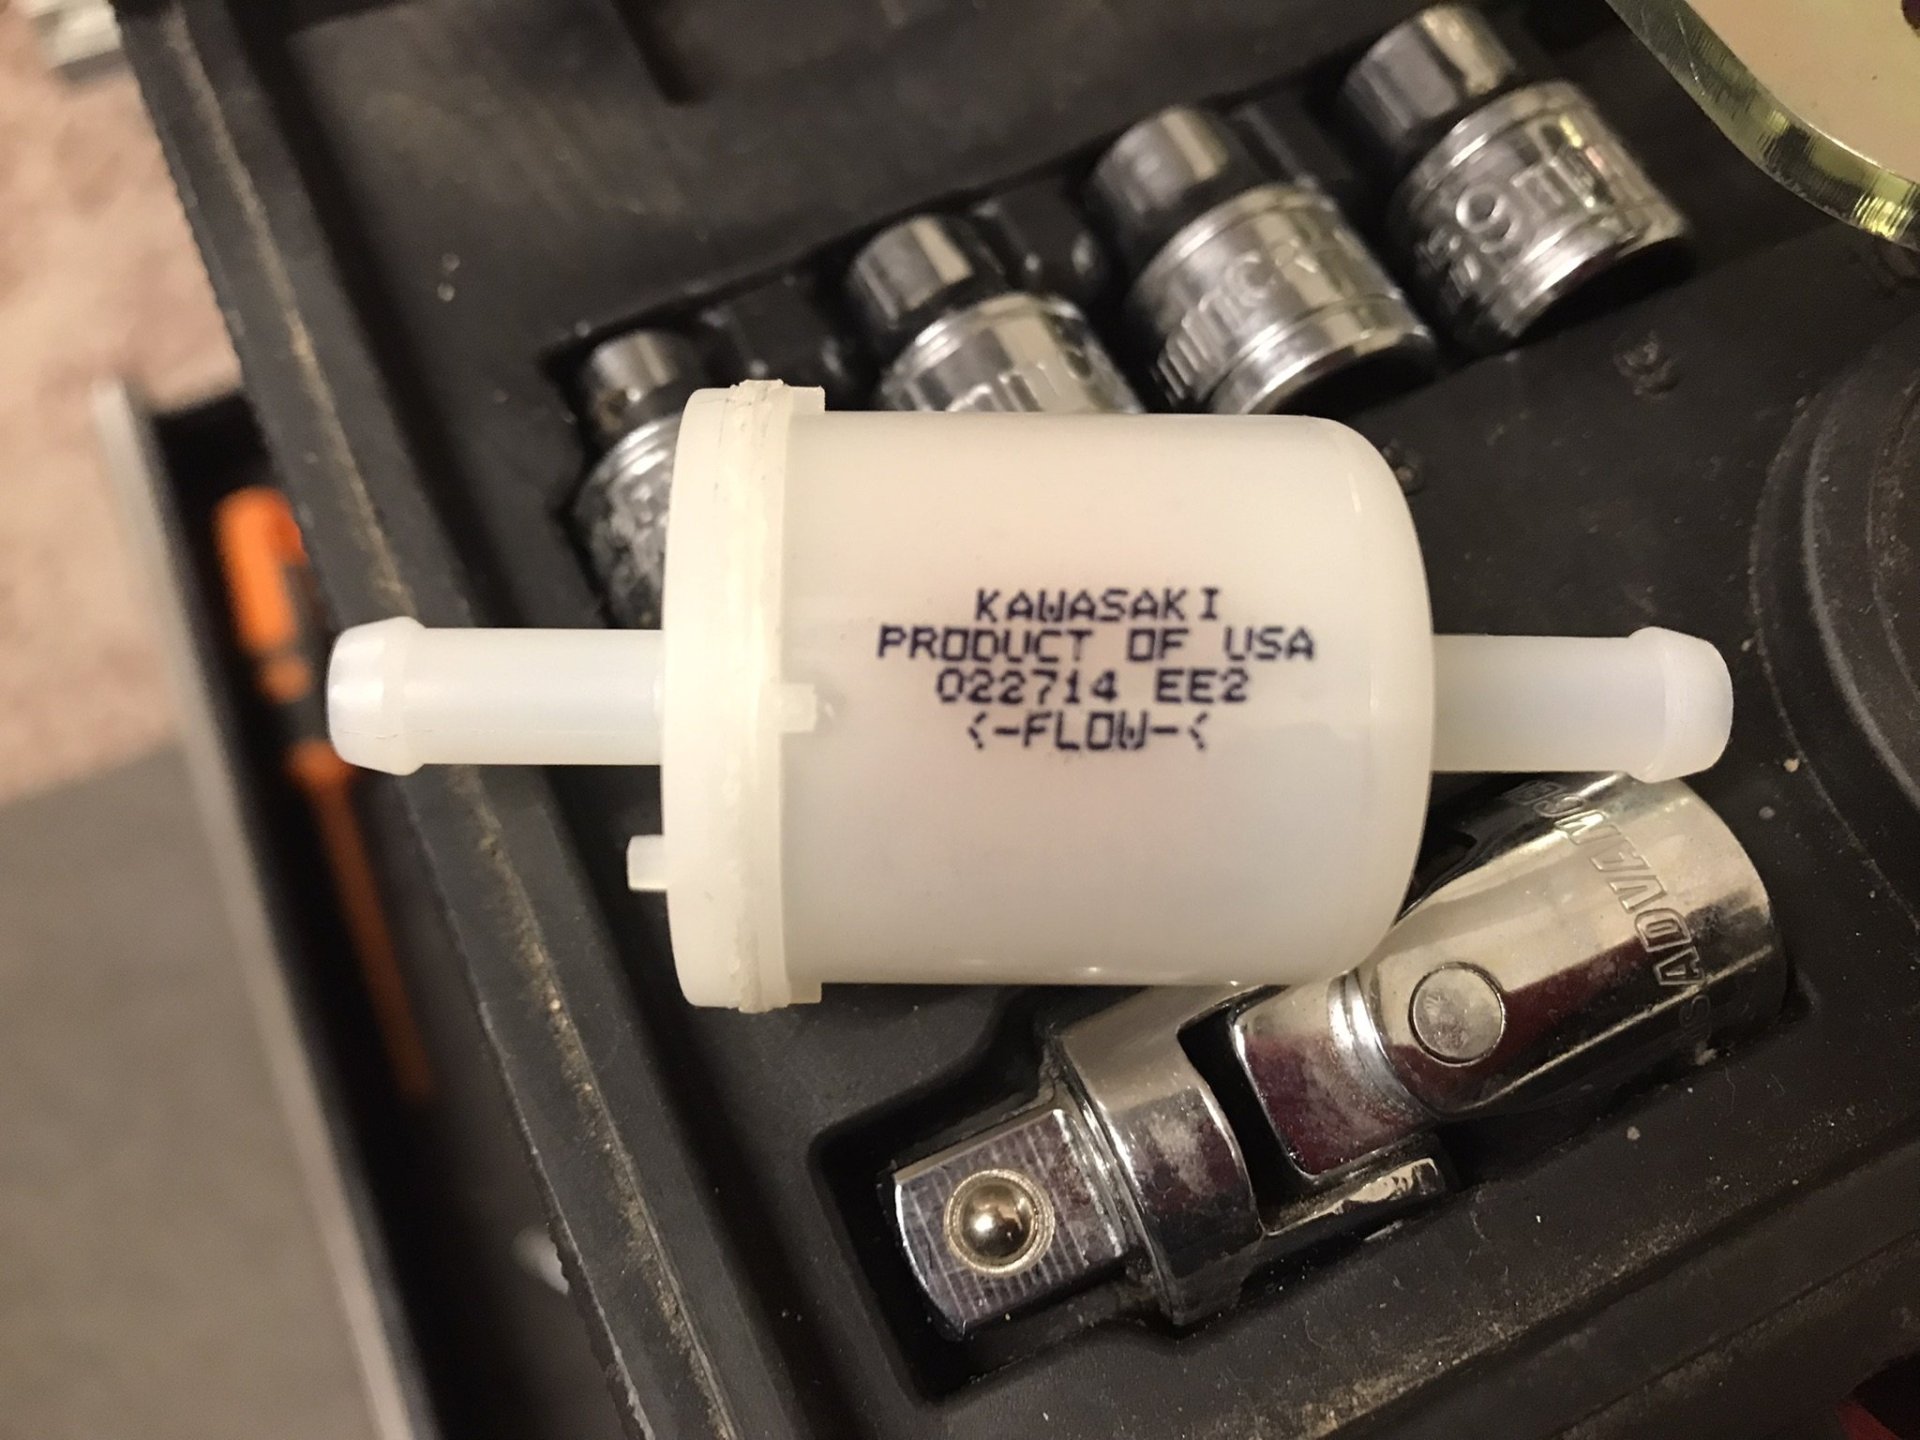 KAWASAKI
PRODUCT OF USA
022714 EE2
<-FLOW-<